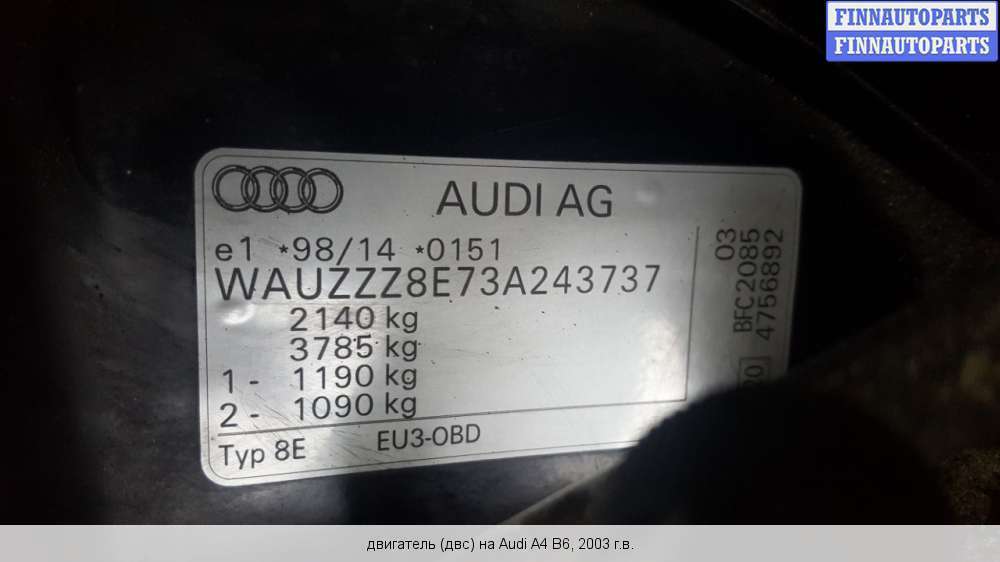 FINNAUTOPARTS
FINNAUTOPARTS
AUDI AG
e1 *98/14 *0151
WAUZZZ8E73A243737
2140 kg
3785 kg
1 - 1190 kg
2 - 1090 kg
Typ 8E EU3-OBD
03
BFC2085
4756892
20
двигатель (двс) на Audi A4 B6, 2003 г.в.